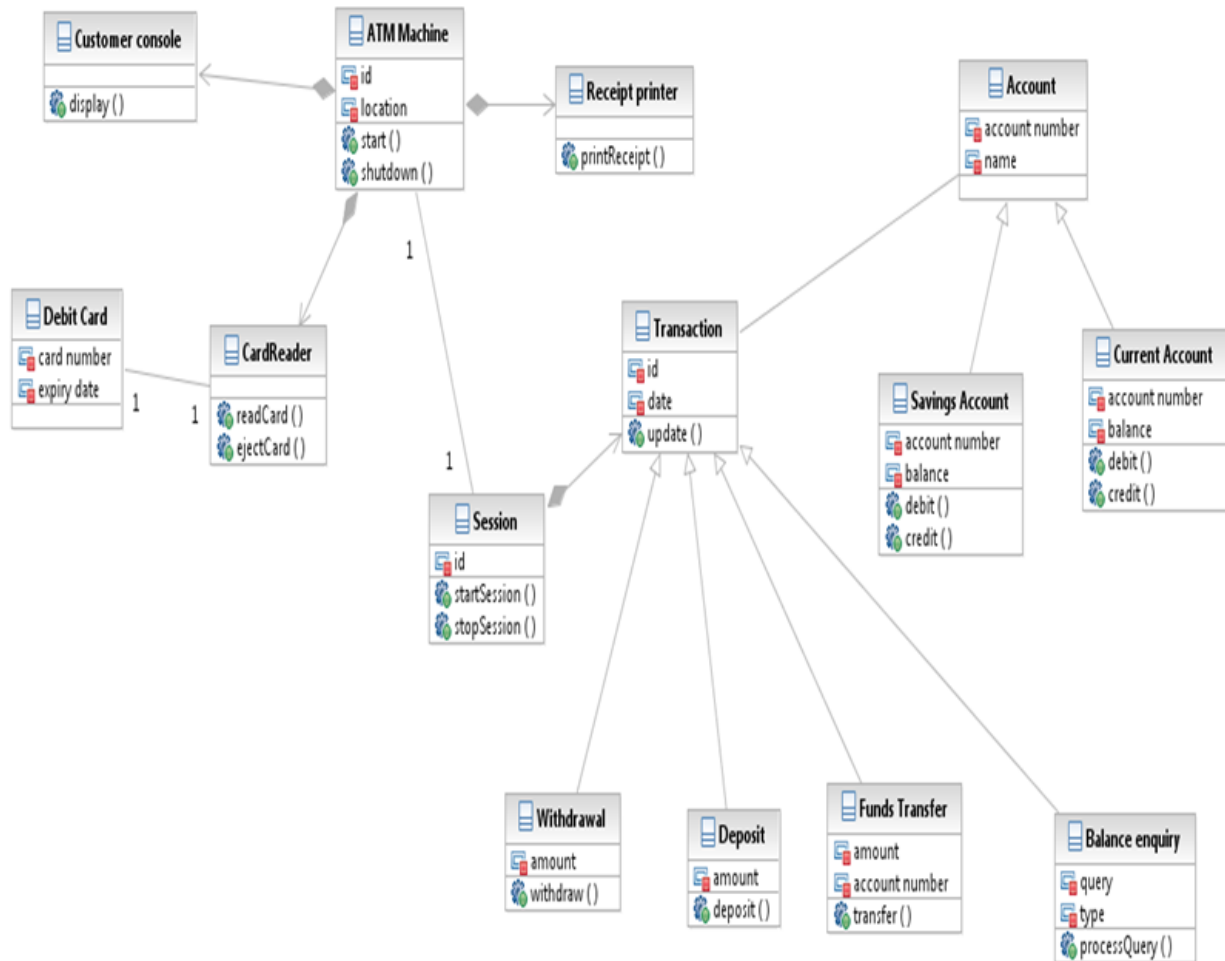 Customer console
display ( )
ATM Machine
id
location
start ( )
shutdown ( )
Receipt printer
printReceipt ( )
Account
account number
name
1
Debit Card
card number
expiry date
1
1
CardReader
readCard ( )
ejectCard ( )
1
Session
id
startSession ( )
stopSession ( )
Transaction
id
date
update ( )
Savings Account
account number
balance
debit ( )
credit ( )
Current Account
account number
balance
debit ( )
credit ( )
Withdrawal
amount
withdraw ( )
Deposit
amount
deposit ( )
Funds Transfer
amount
account number
transfer ( )
Balance enquiry
query
type
processQuery ( )